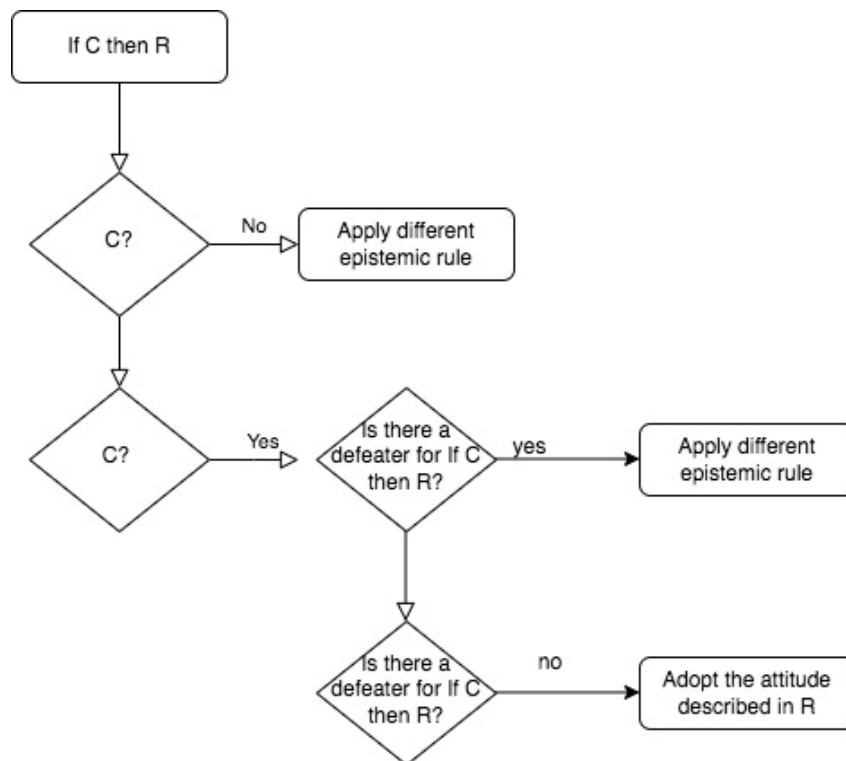 If C then R
C?
No
Apply different
epistemic rule
C?
Yes
Is there a
defeater for If C
then R?
yes
Apply different
epistemic rule
Is there a
defeater for If C
then R?
no
Adopt the attitude
described in R